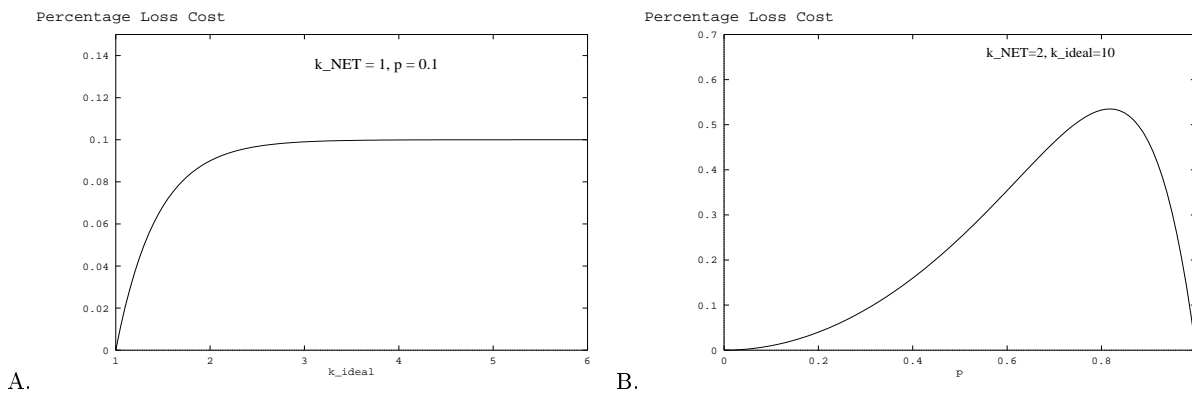 Percentage Loss Cost
k_NET = 1, p = 0.1
0.14
0.12
0.1
0.08
0.06
0.04
0.02
0
1 2 3 4 5 6
k_ideal
A.
Percentage Loss Cost
k_NET=2, k_ideal=10
0.7
0.6
0.5
0.4
0.3
0.2
0.1
0
0 0.2 0.4 0.6 0.8
p
B.